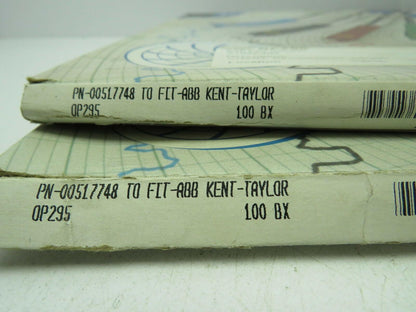 PN-00517748 TO FIT-ABB KENT-TAYLOR
OP295 100 BX
PN-00517748 TO FIT-ABB KENT-TAYLOR
OP295 100 BX